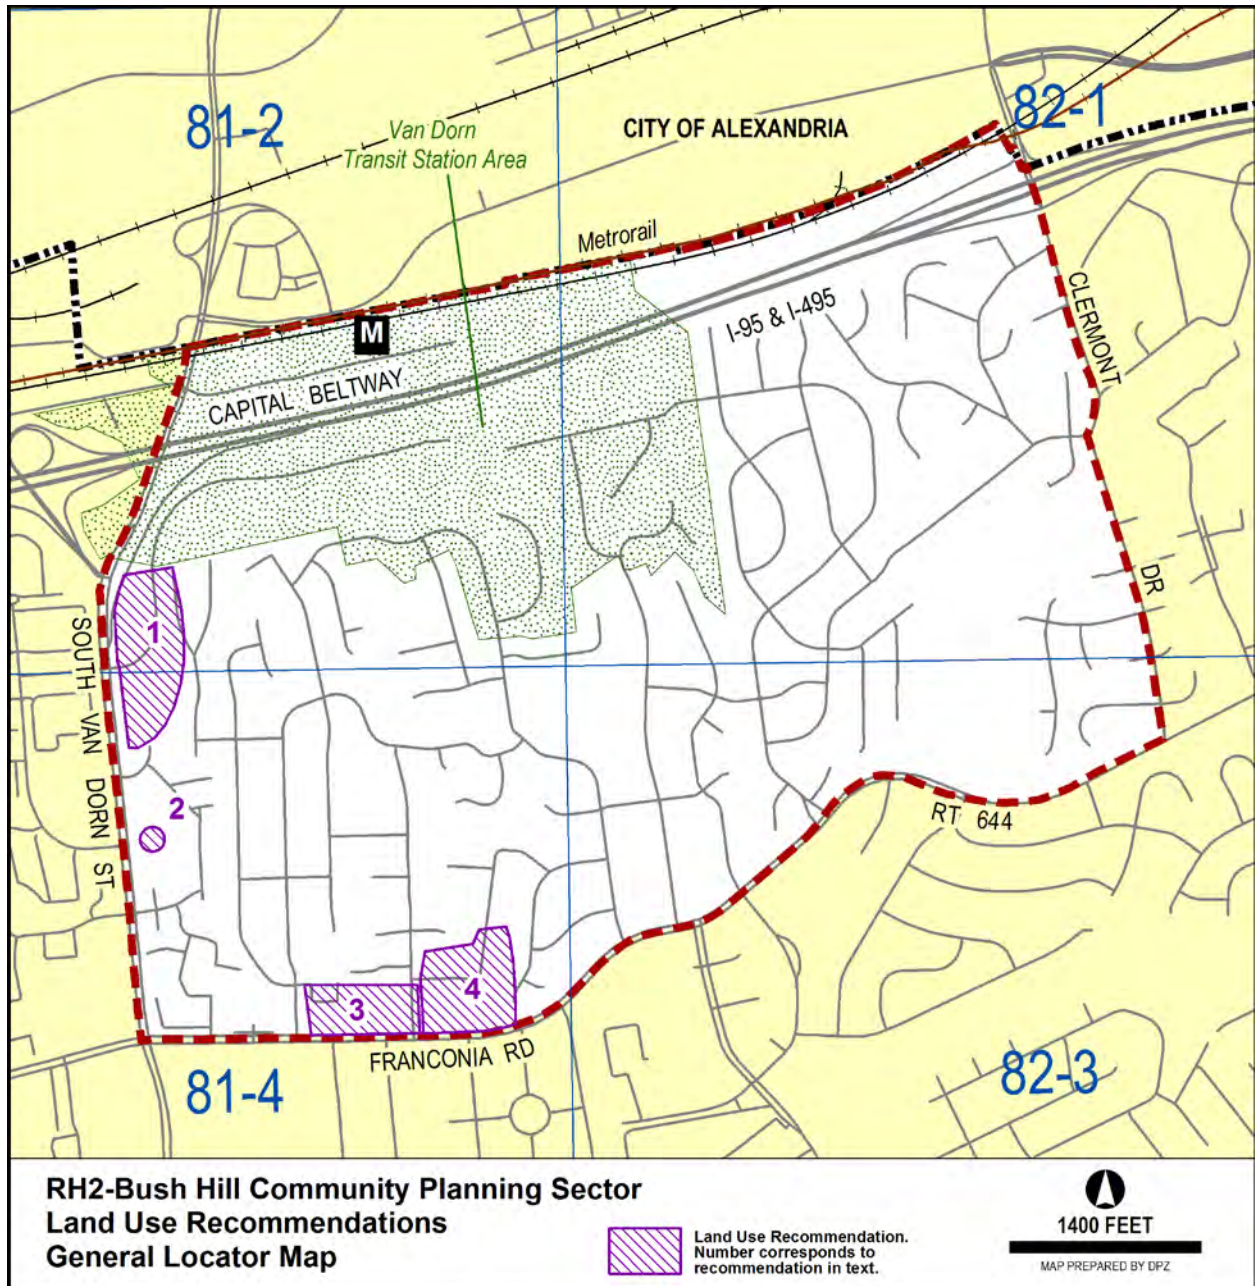 81-2
82-1
CITY OF ALEXANDRIA
Van Dorn
Transit Station Area
Metrorail
CLERMONT
I-95 & I-495
M
CAPITAL BELTWAY
DR
1
SOUTH VAN DORN ST
2
RT 644
4
3
FRANCONIA RD
81-4
82-3
RH2-Bush Hill Community Planning Sector
Land Use Recommendations
General Locator Map
Land Use Recommendation.
Number corresponds to
recommendation in text.
1400 FEET
MAP PREPARED BY DPZ